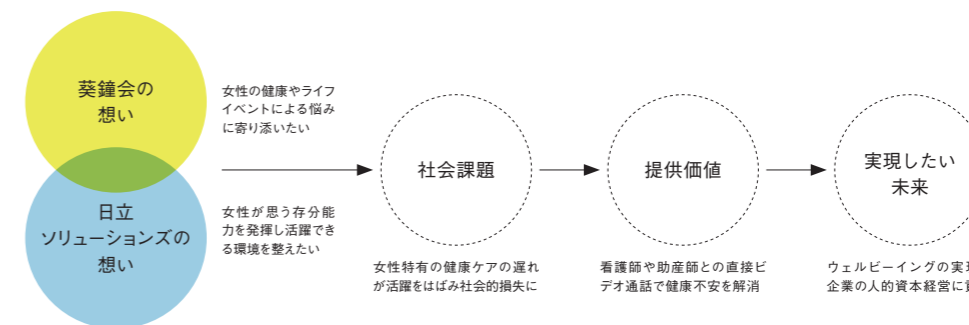 葵鐘会の
想い
女性の健康やライフ
イベントによる悩み
に寄り添いたい
日立
ソリューションズの
想い
女性が思う存分能
力を発揮し活躍でき
る環境を整えたい
社会課題
女性特有の健康ケアの遅れ
が活躍をはばみ社会的損失に
提供価値
看護師や助産師との直接ビ
デオ通話で健康不安を解消
実現したい
未来
ウェルビーイングの実現
企業の人的資本経営に